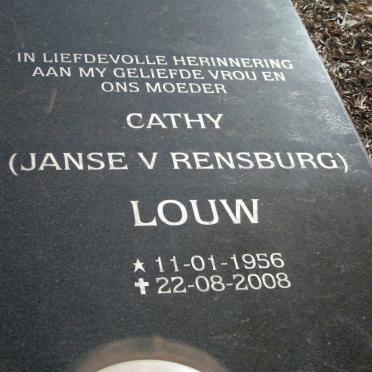 IN LIEFDEVOLLE HERINNERING
AAN MY GELIEFDE VROU EN
ONS MOEDER
CATHY
(JANSE V RENSBURG)
LOUW
★ 11-01-1956
✝ 22-08-2008